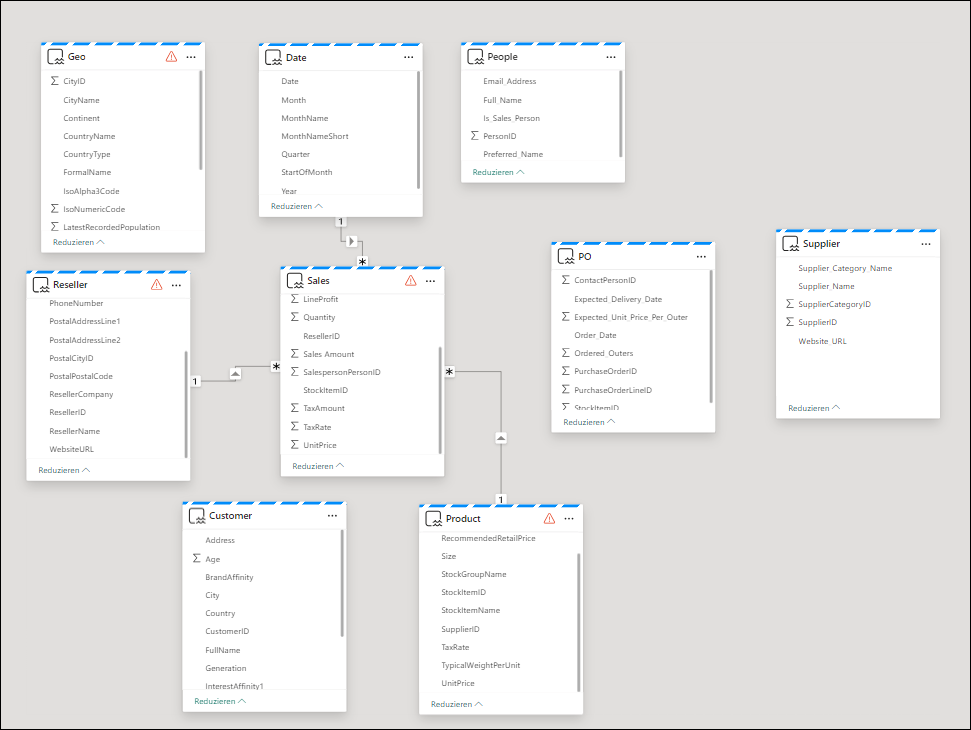 Geo
CityID
CityName
Continent
CountryName
CountryType
FormalName
IsoAlpha3Code
IsoNumericCode
LatestRecordedPopulation
Reduzieren
Date
Date
Month
MonthName
MonthNameShort
Quarter
StartOfMonth
Year
Reduzieren
People
Email_Address
Full_Name
Is_Sales_Person
PersonID
Preferred_Name
Reduzieren
1
*
Reseller
PhoneNumber
PostalAddressLine1
PostalAddressLine2
PostalCityID
PostalPostalCode
ResellerCompany
ResellerID
ResellerName
WebsiteURL
Reduzieren
1
*
Sales
LineProfit
Quantity
ResellerID
Sales Amount
SalespersonPersonID
StockItemID
TaxAmount
TaxRate
UnitPrice
Reduzieren
*
1
PO
ContactPersonID
Expected_Delivery_Date
Expected_Unit_Price_Per_Outer
Order_Date
Ordered_Outers
PurchaseOrderID
PurchaseOrderLineID
StockItemID
Reduzieren
Supplier
Supplier_Category_Name
Supplier_Name
SupplierCategoryID
SupplierID
Website_URL
Reduzieren
Customer
Address
Age
BrandAffinity
City
Country
CustomerID
FullName
Generation
InterestAffinity1
Reduzieren
Product
RecommendedRetailPrice
Size
StockGroupName
StockItemID
StockItemName
SupplierID
TaxRate
TypicalWeightPerUnit
UnitPrice
Reduzieren